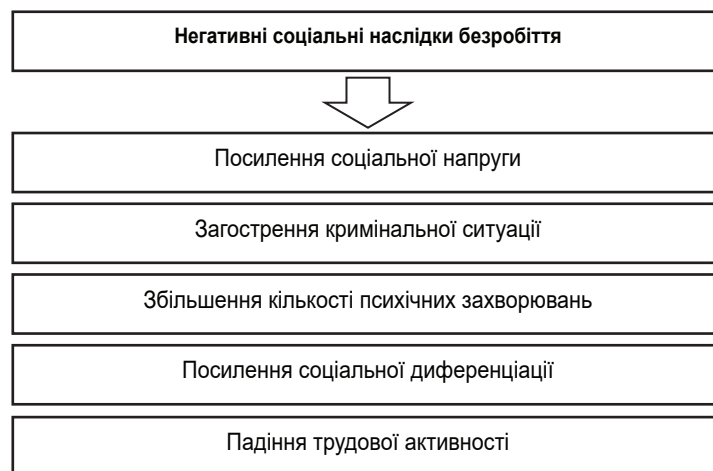 Негативні соціальні наслідки безробіття
Посилення соціальної напруги
Загострення кримінальної ситуації
Збільшення кількості психічних захворювань
Посилення соціальної диференціації
Падіння трудової активності